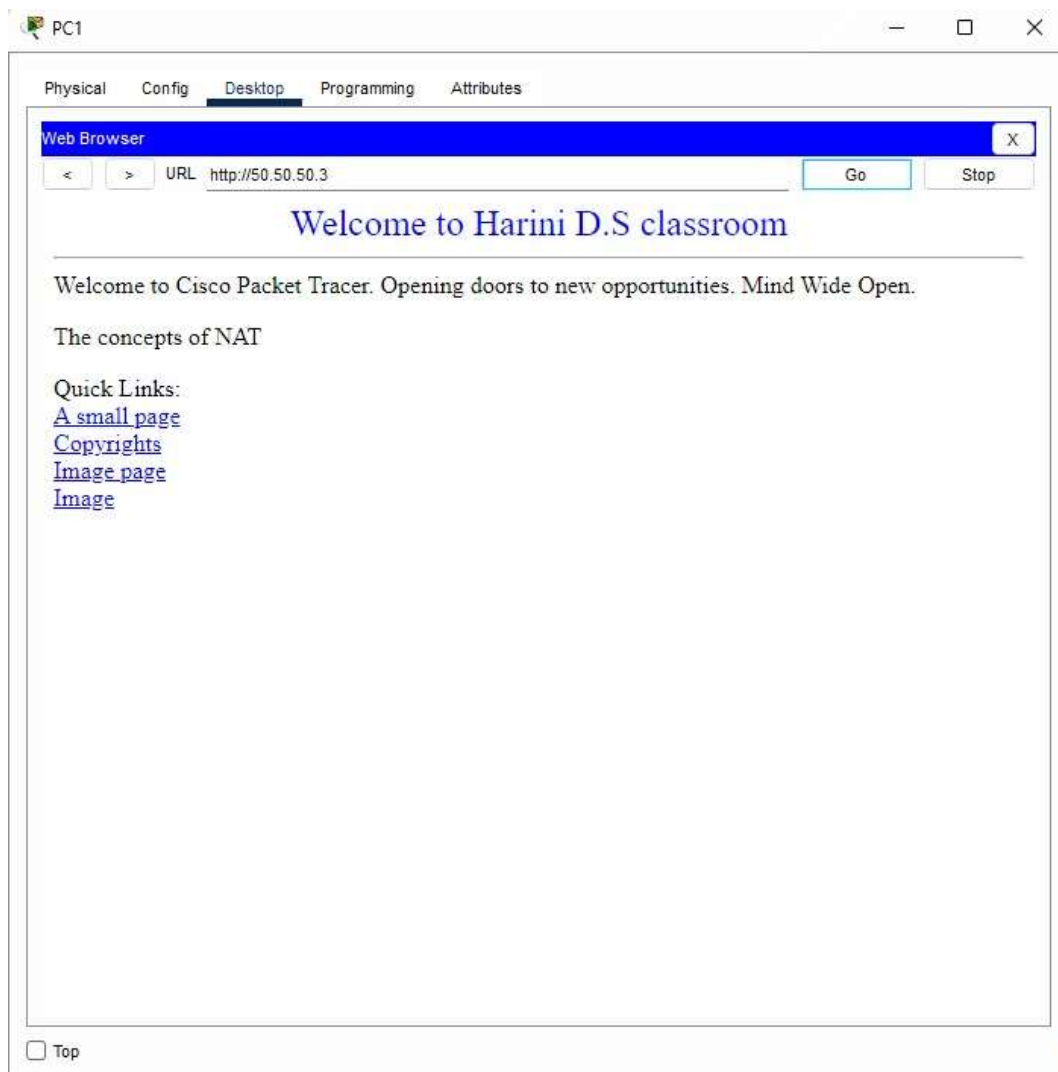 PC1
Physical Config Desktop Programming Attributes
Web Browser X
< > URL http://50.50.50.3 Go Stop
Welcome to Harini D.S classroom
Welcome to Cisco Packet Tracer. Opening doors to new opportunities. Mind Wide Open.
The concepts of NAT
Quick Links:
A small page
Copyrights
Image page
Image
Top